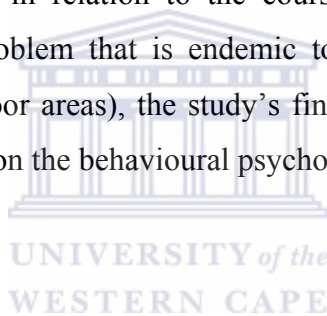 in relation to the cours
oblem that is endemic to
oor areas), the study's fin
on the behavioural psycho
UNIVERSITY of the
WESTERN CAPE